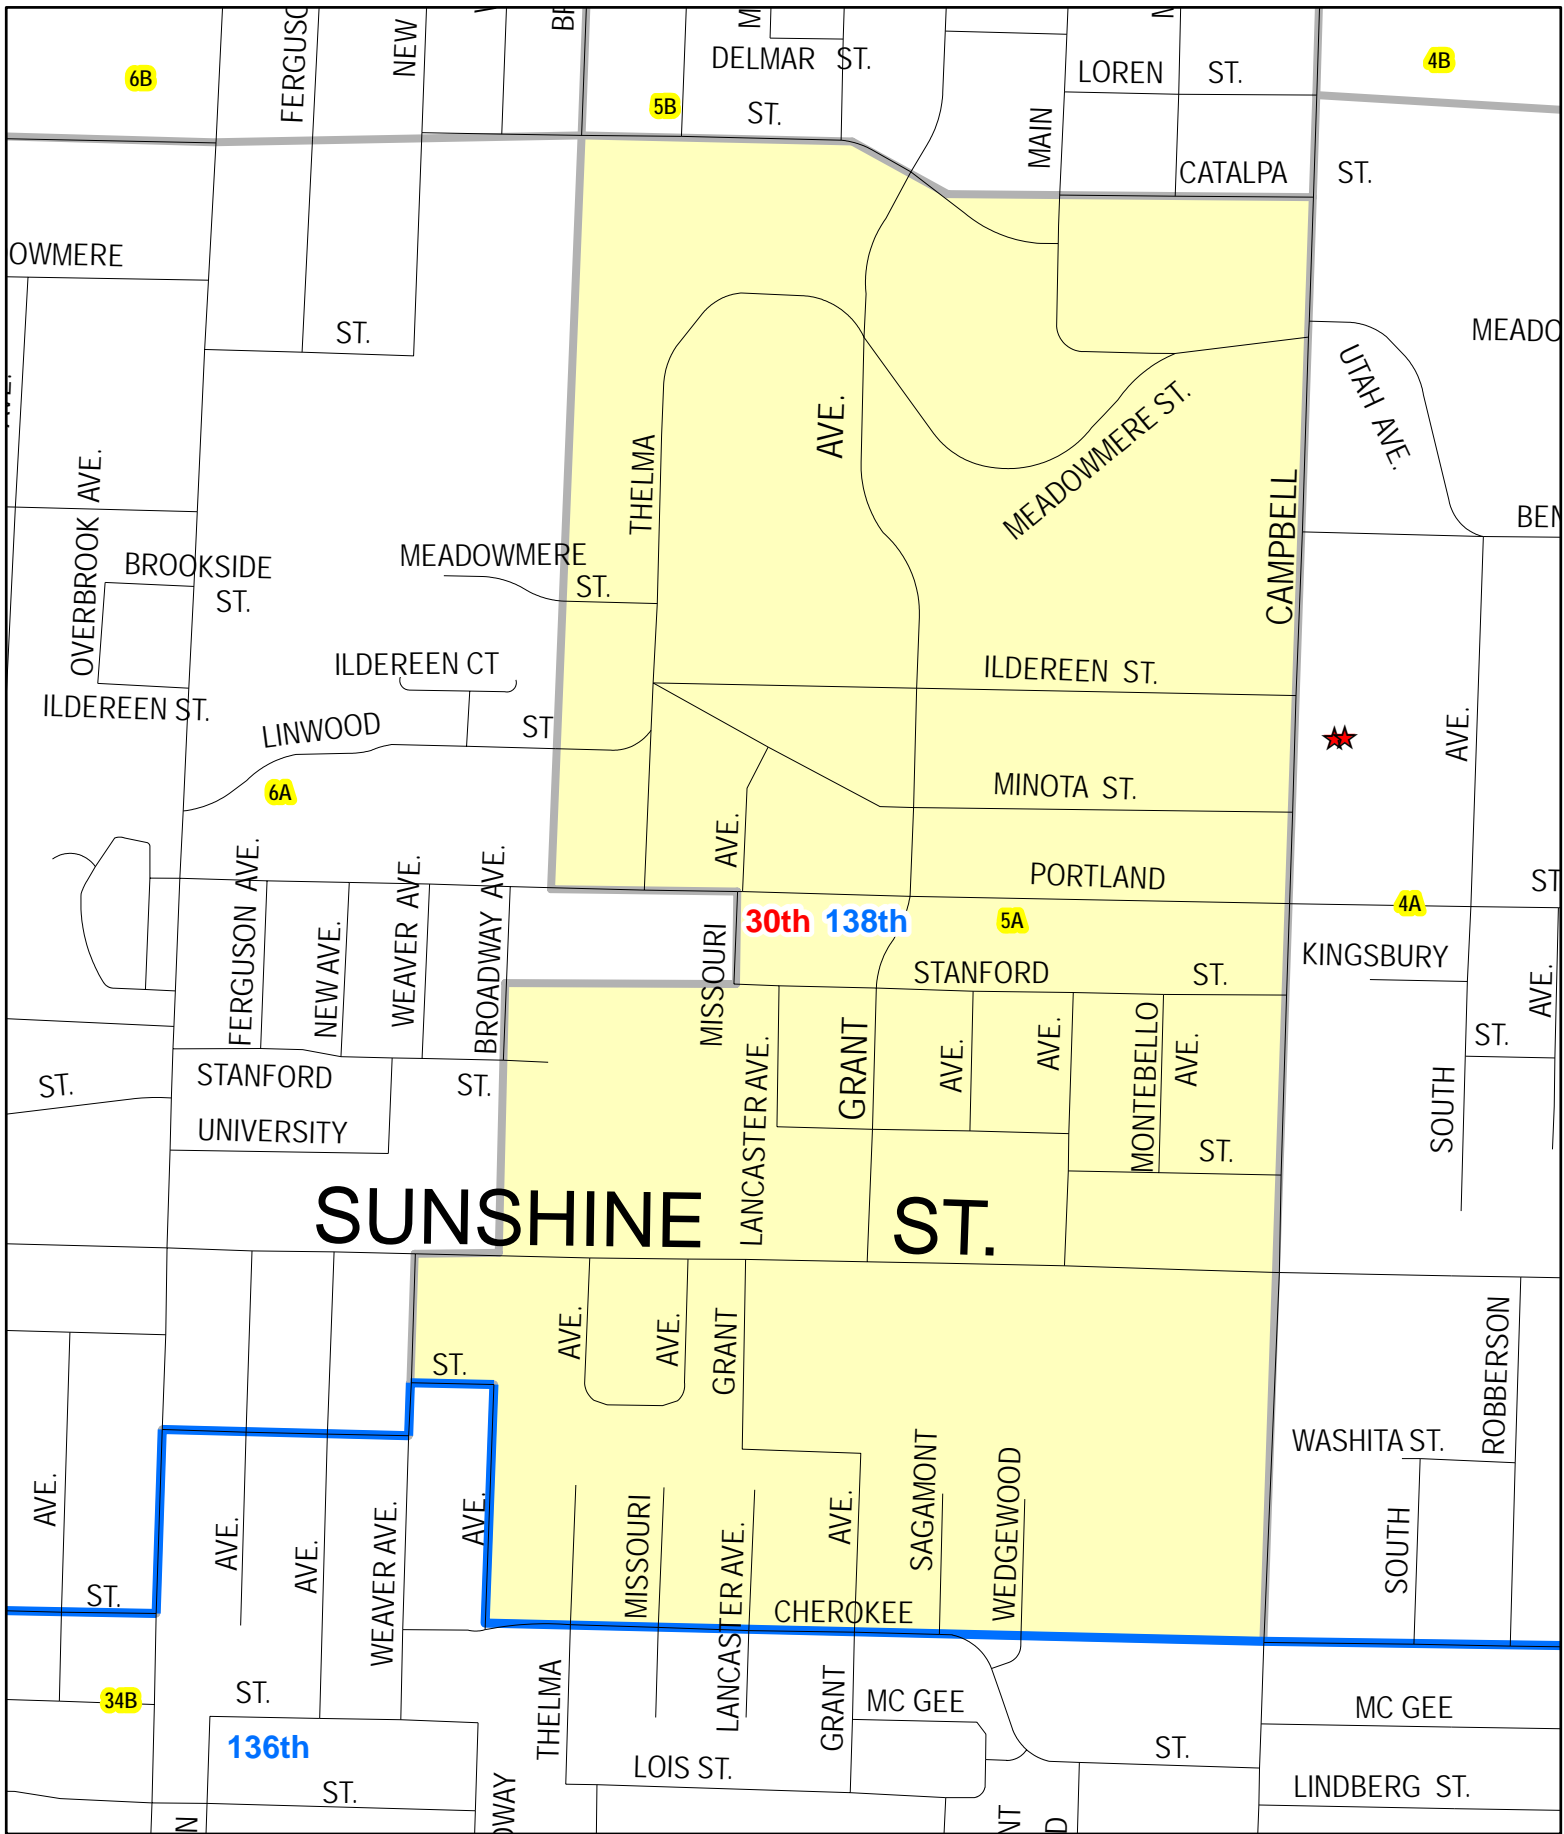 FERGUSO
NEW
6B
5B
4B
DELMAR ST.
ST.
LOREN ST.
MAIN
CATALPA ST.
OWMERE
ST.
MEADO
UTAH AVE.
AVE.
THELMA
MEADOWMERE ST.
CAMPBELL
OVERBROOK AVE.
BROOKSIDE
ST.
MEADOWMERE
ST.
BEN
ILDEREEN CT
ILDEREEN ST.
ILDEREEN ST.
LINWOOD ST
AVE.
6A
MINOTA ST.
AVE.
PORTLAND
ST
4A
5A
30th 138th
FERGUSON AVE.
NEW AVE.
WEAVER AVE.
BROADWAY AVE.
MISSOURI
STANFORD ST.
KINGSBURY
AVE.
ST.
STANFORD
ST.
ST.
UNIVERSITY
LANCASTER AVE.
GRANT
AVE.
AVE.
MONTEBELLO
AVE.
SOUTH
ST.
SUNSHINE ST.
AVE.
AVE.
GRANT
ST.
ROBBERSON
WASHITA ST.
AVE.
AVE.
AVE.
WEAVER AVE.
AVE.
MISSOURI
LANCASTER AVE.
AVE.
SAGAMONT
WEDGEWOOD
SOUTH
ST.
CHEROKEE
34B
ST.
THELMA
GRANT
MC GEE
MC GEE
136th
ST.
ST.
LOIS ST.
LINDBERG ST.
OWAY
N
NT
D